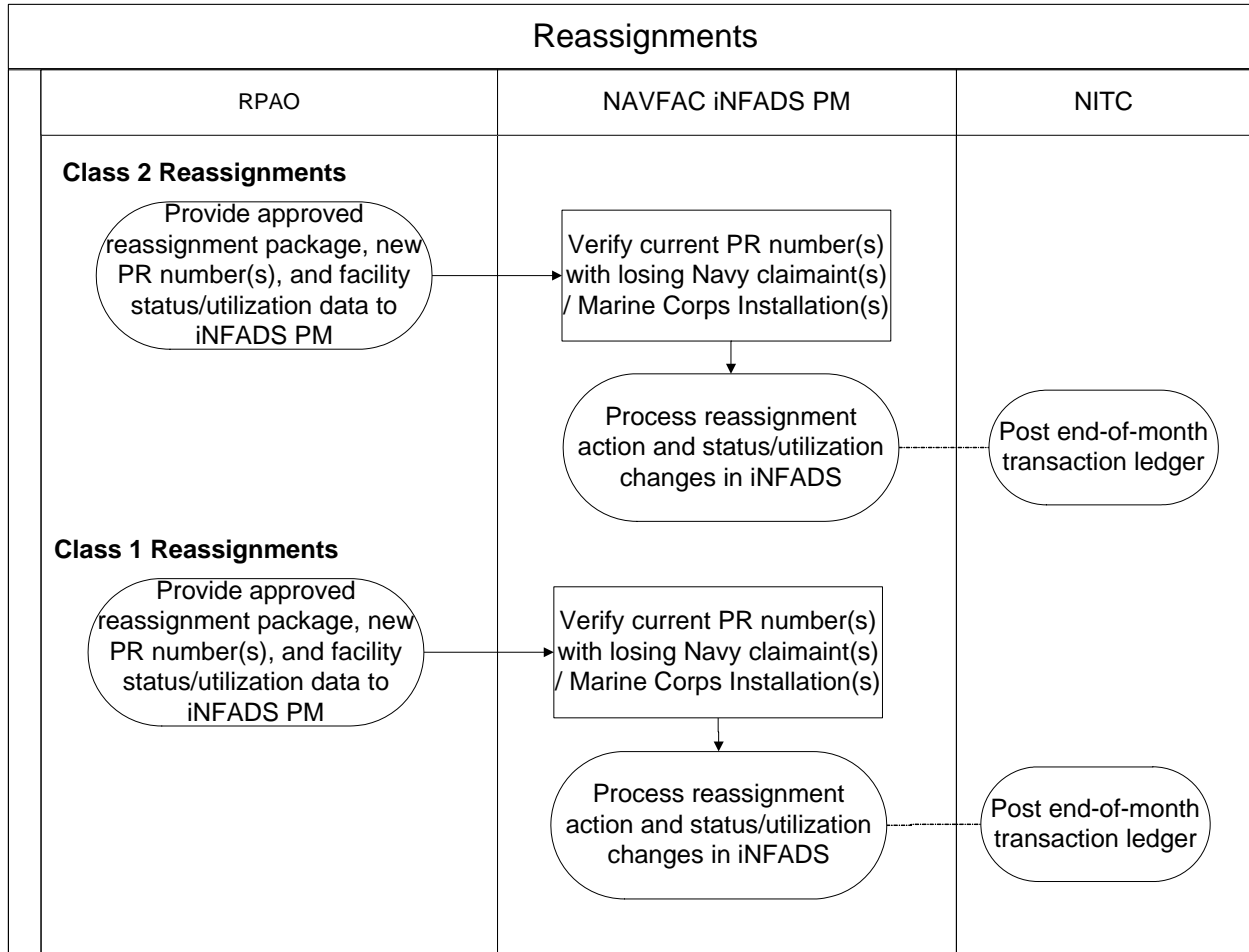 Reassignments
RPAO
NAVFAC iNFADS PM
NITC
Class 2 Reassignments
Provide approved
reassignment package, new
PR number(s), and facility
status/utilization data to
iNFADS PM
Verify current PR number(s)
with losing Navy claimaint(s)
/ Marine Corps Installation(s)
Process reassignment
action and status/utilization
changes in iNFADS
Post end-of-month
transaction ledger
Class 1 Reassignments
Provide approved
reassignment package, new
PR number(s), and facility
status/utilization data to
iNFADS PM
Verify current PR number(s)
with losing Navy claimaint(s)
/ Marine Corps Installation(s)
Process reassignment
action and status/utilization
changes in iNFADS
Post end-of-month
transaction ledger